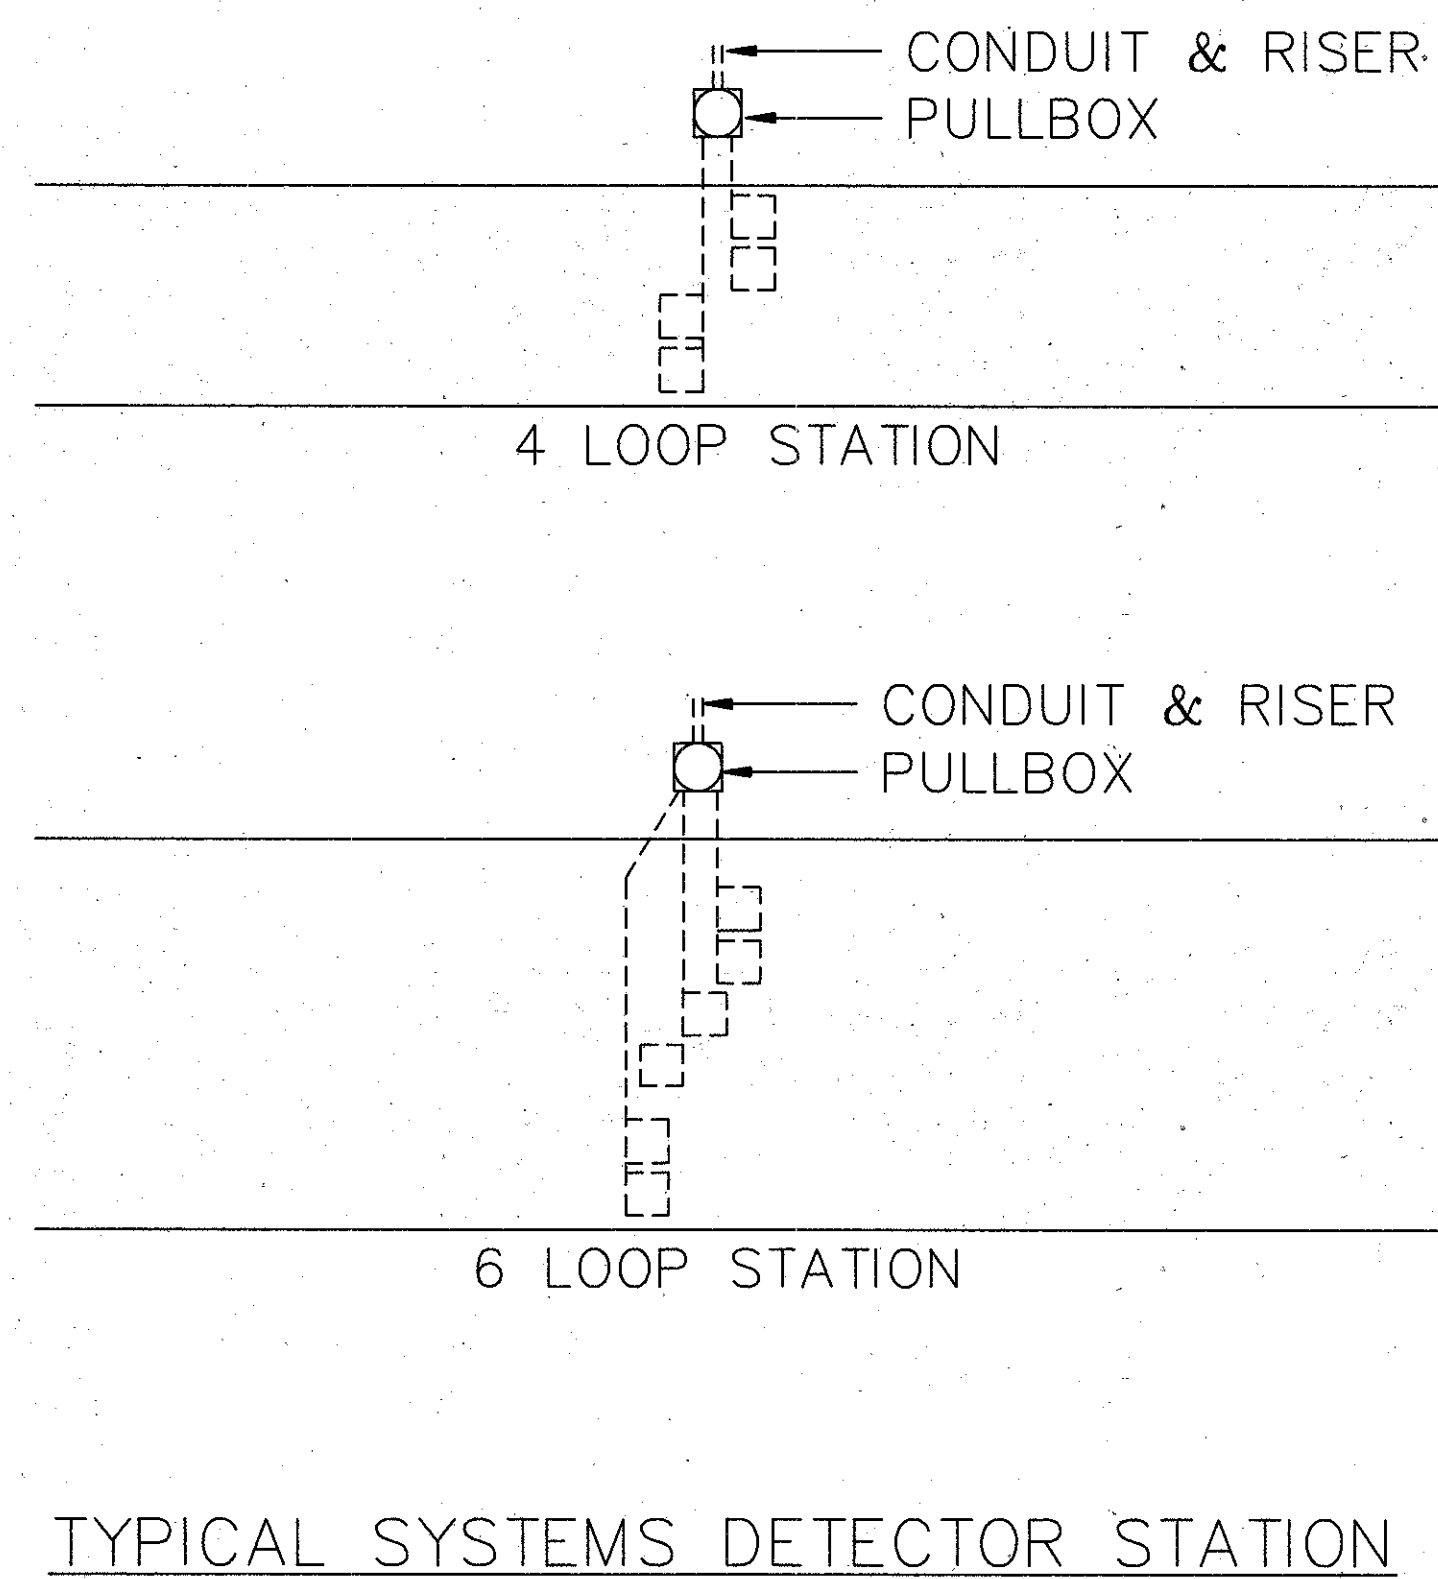 CONDUIT & RISER
PULLBOX
4 LOOP STATION
CONDUIT & RISER
PULLBOX
6 LOOP STATION
TYPICAL SYSTEMS DETECTOR STATION